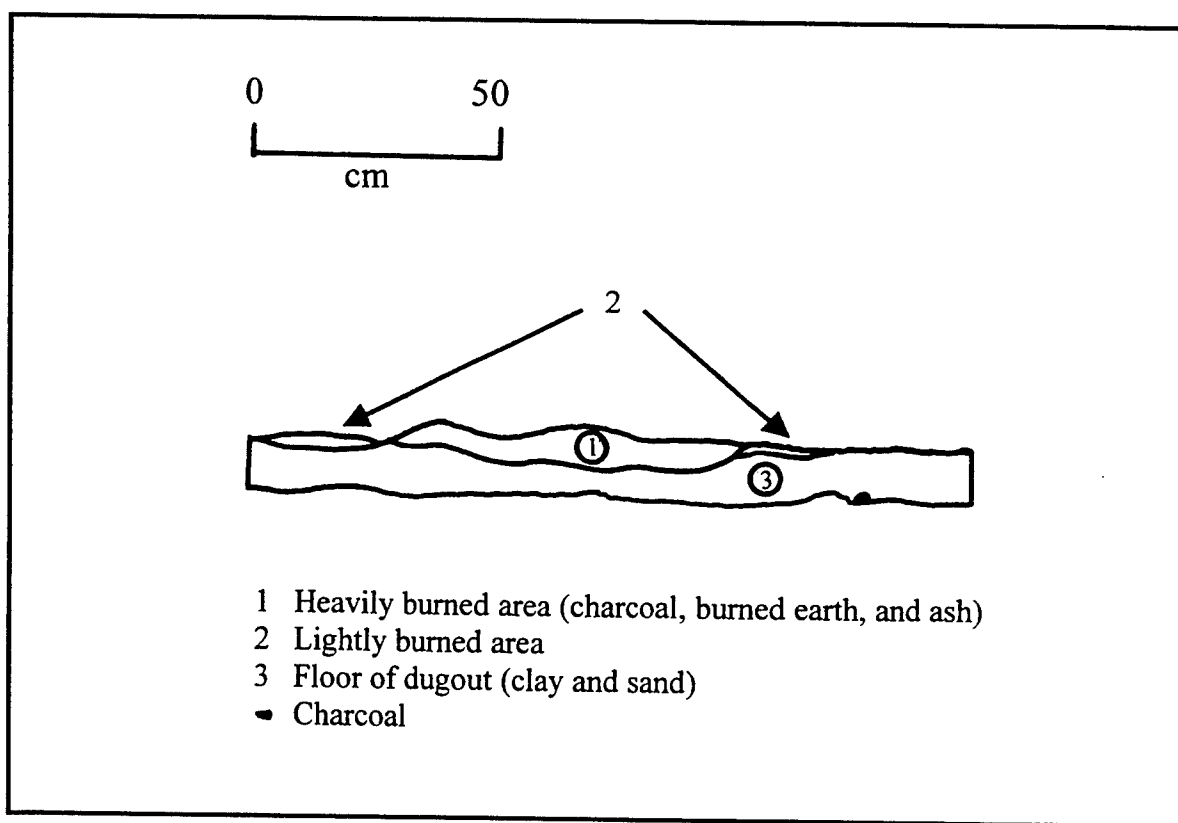 0 50
cm
2
1
3
1 Heavily burned area (charcoal, burned earth, and ash)
2 Lightly burned area
3 Floor of dugout (clay and sand)
Charcoal